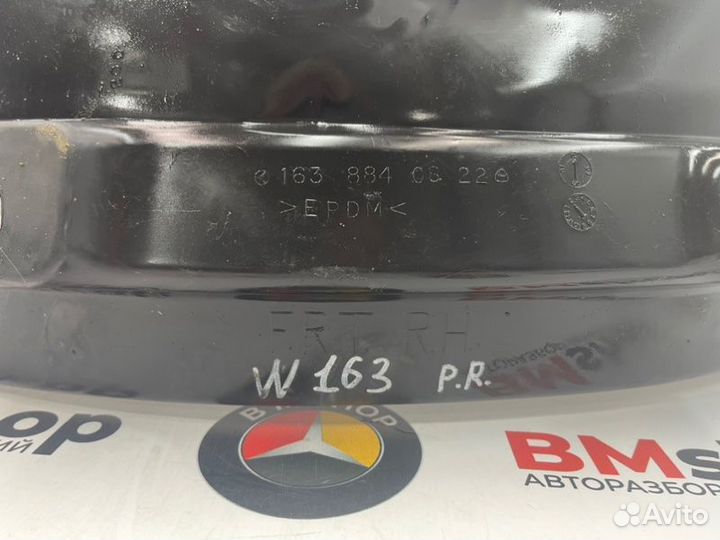 163 884 08 22
>EPDM<
FRT RH
W 163 P.R.
BMs
АВТОРАЗБОР
Avito